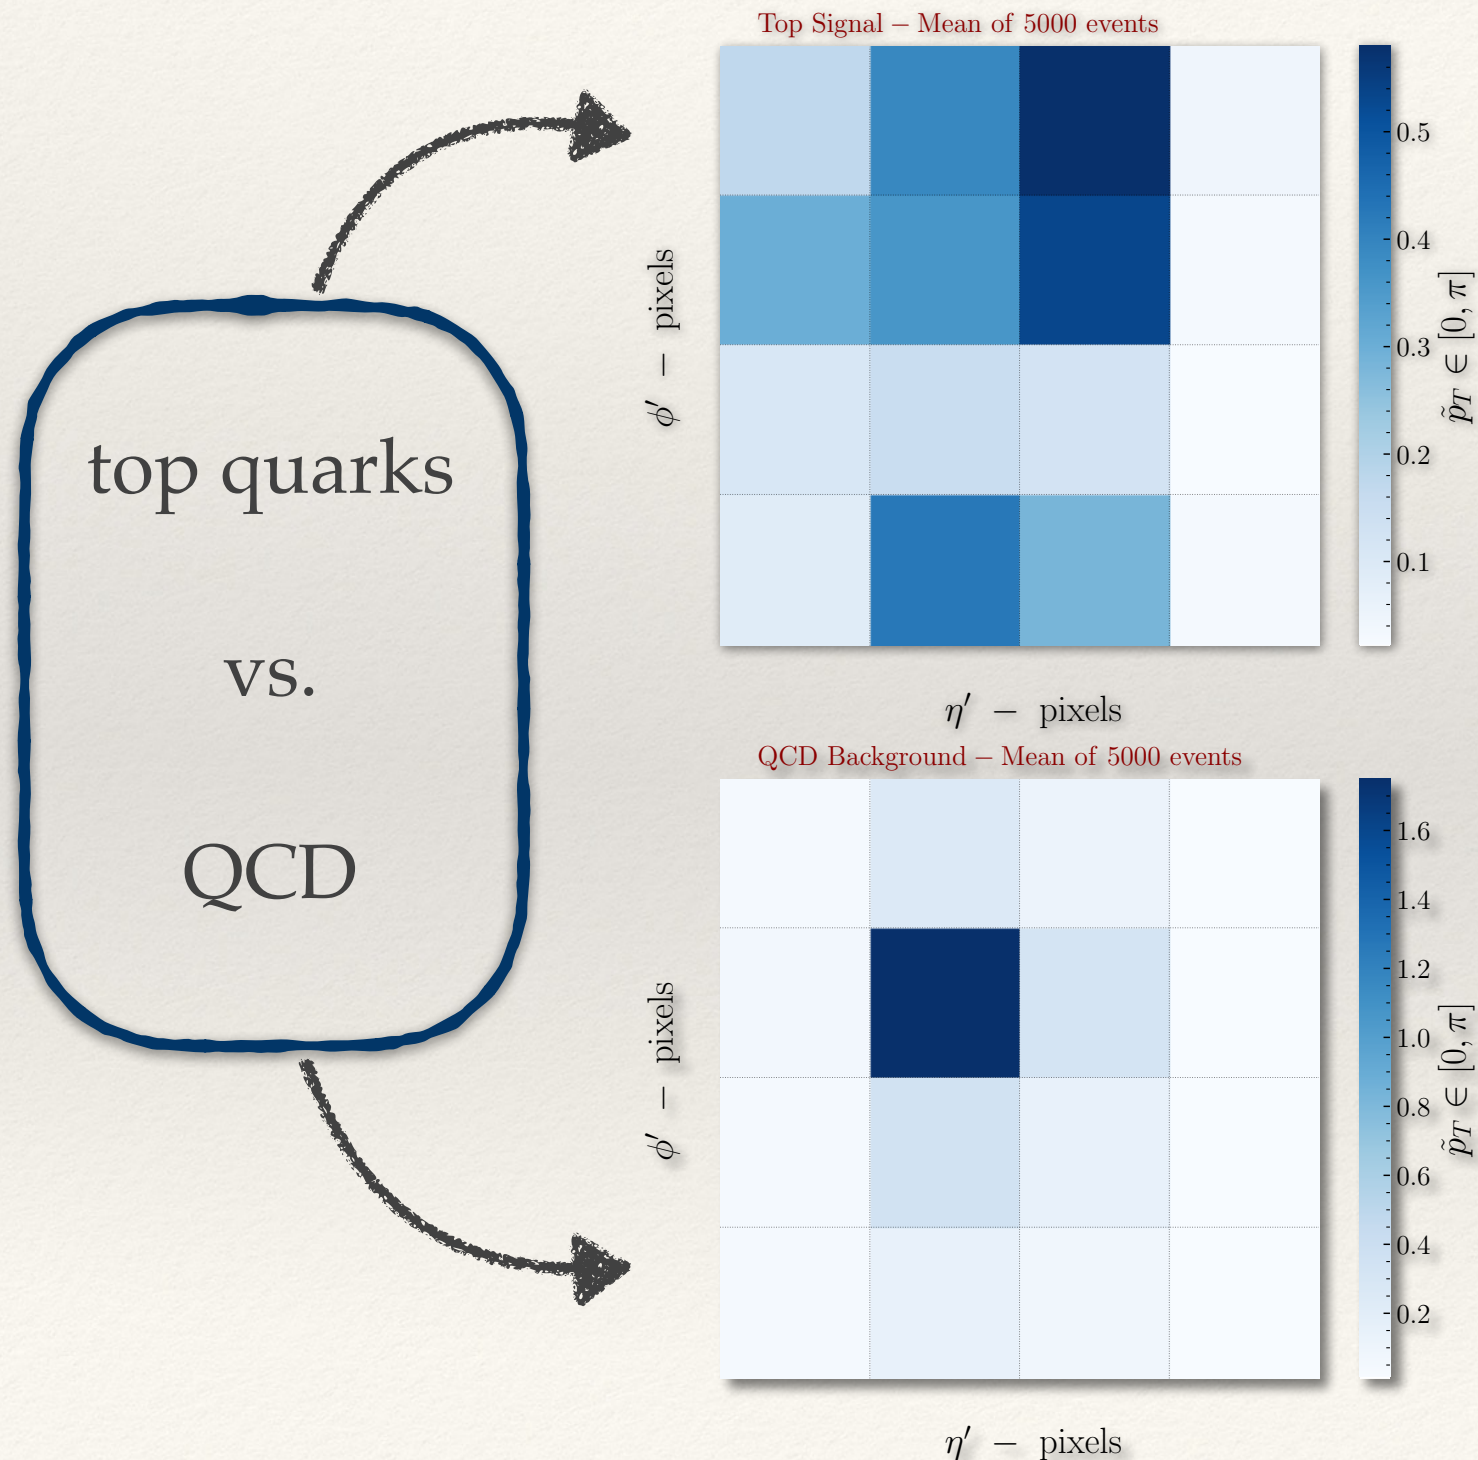 top quarks
vs.
QCD
Top Signal – Mean of 5000 events
ϕ′ − pixels
η′ − pixels
0.5
0.4
0.3
0.2
0.1
p̃_T ∈ [0, π]
QCD Background – Mean of 5000 events
ϕ′ − pixels
η′ − pixels
1.6
1.4
1.2
1.0
0.8
0.6
0.4
0.2
p̃_T ∈ [0, π]